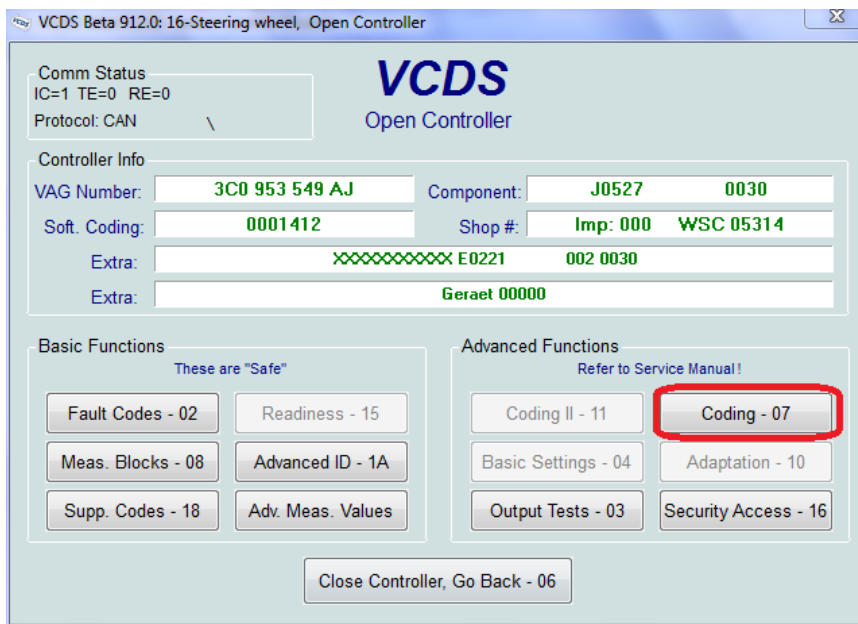 VCDS Beta 912.0: 16-Steering wheel, Open Controller
Comm Status
IC=1 TE=0 RE=0
Protocol: CAN \
VCDS
Open Controller
Controller Info
VAG Number: 3C0 953 549 AJ Component: J0527 0030
Soft. Coding: 0001412 Shop #: Imp: 000 WSC 05314
Extra: XXXXXXXXXXX E0221 002 0030
Extra: Geraet 00000
Basic Functions
These are "Safe"
Fault Codes - 02 Readiness - 15
Meas. Blocks - 08 Advanced ID - 1A
Supp. Codes - 18 Adv. Meas. Values
Advanced Functions
Refer to Service Manual!
Coding II - 11 Coding - 07
Basic Settings - 04 Adaptation - 10
Output Tests - 03 Security Access - 16
Close Controller, Go Back - 06